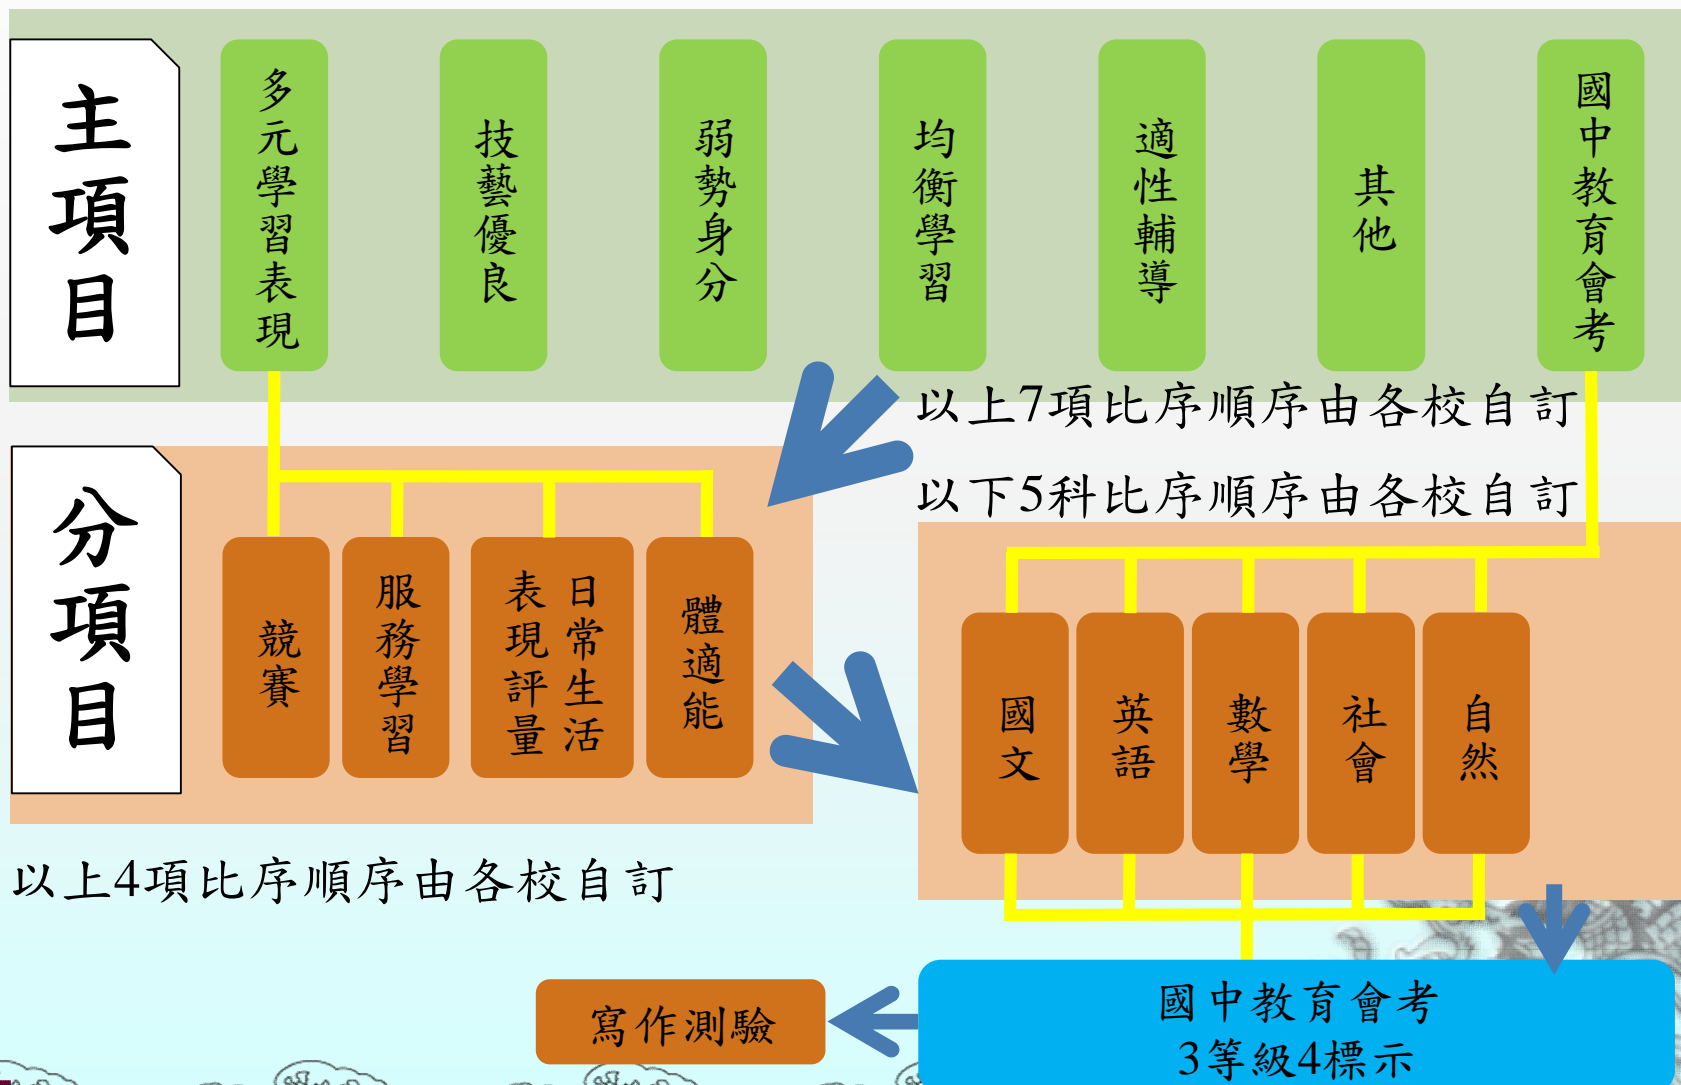 主項目
多元學習表現
技藝優良
弱勢身分
均衡學習
適性輔導
其他
國中教育會考
以上7項比序順序由各校自訂
以下5科比序順序由各校自訂
分項目
競賽
服務學習
日常生活
表現評量
體適能
國文
英語
數學
社會
自然
以上4項比序順序由各校自訂
寫作測驗
國中教育會考
3等級4標示